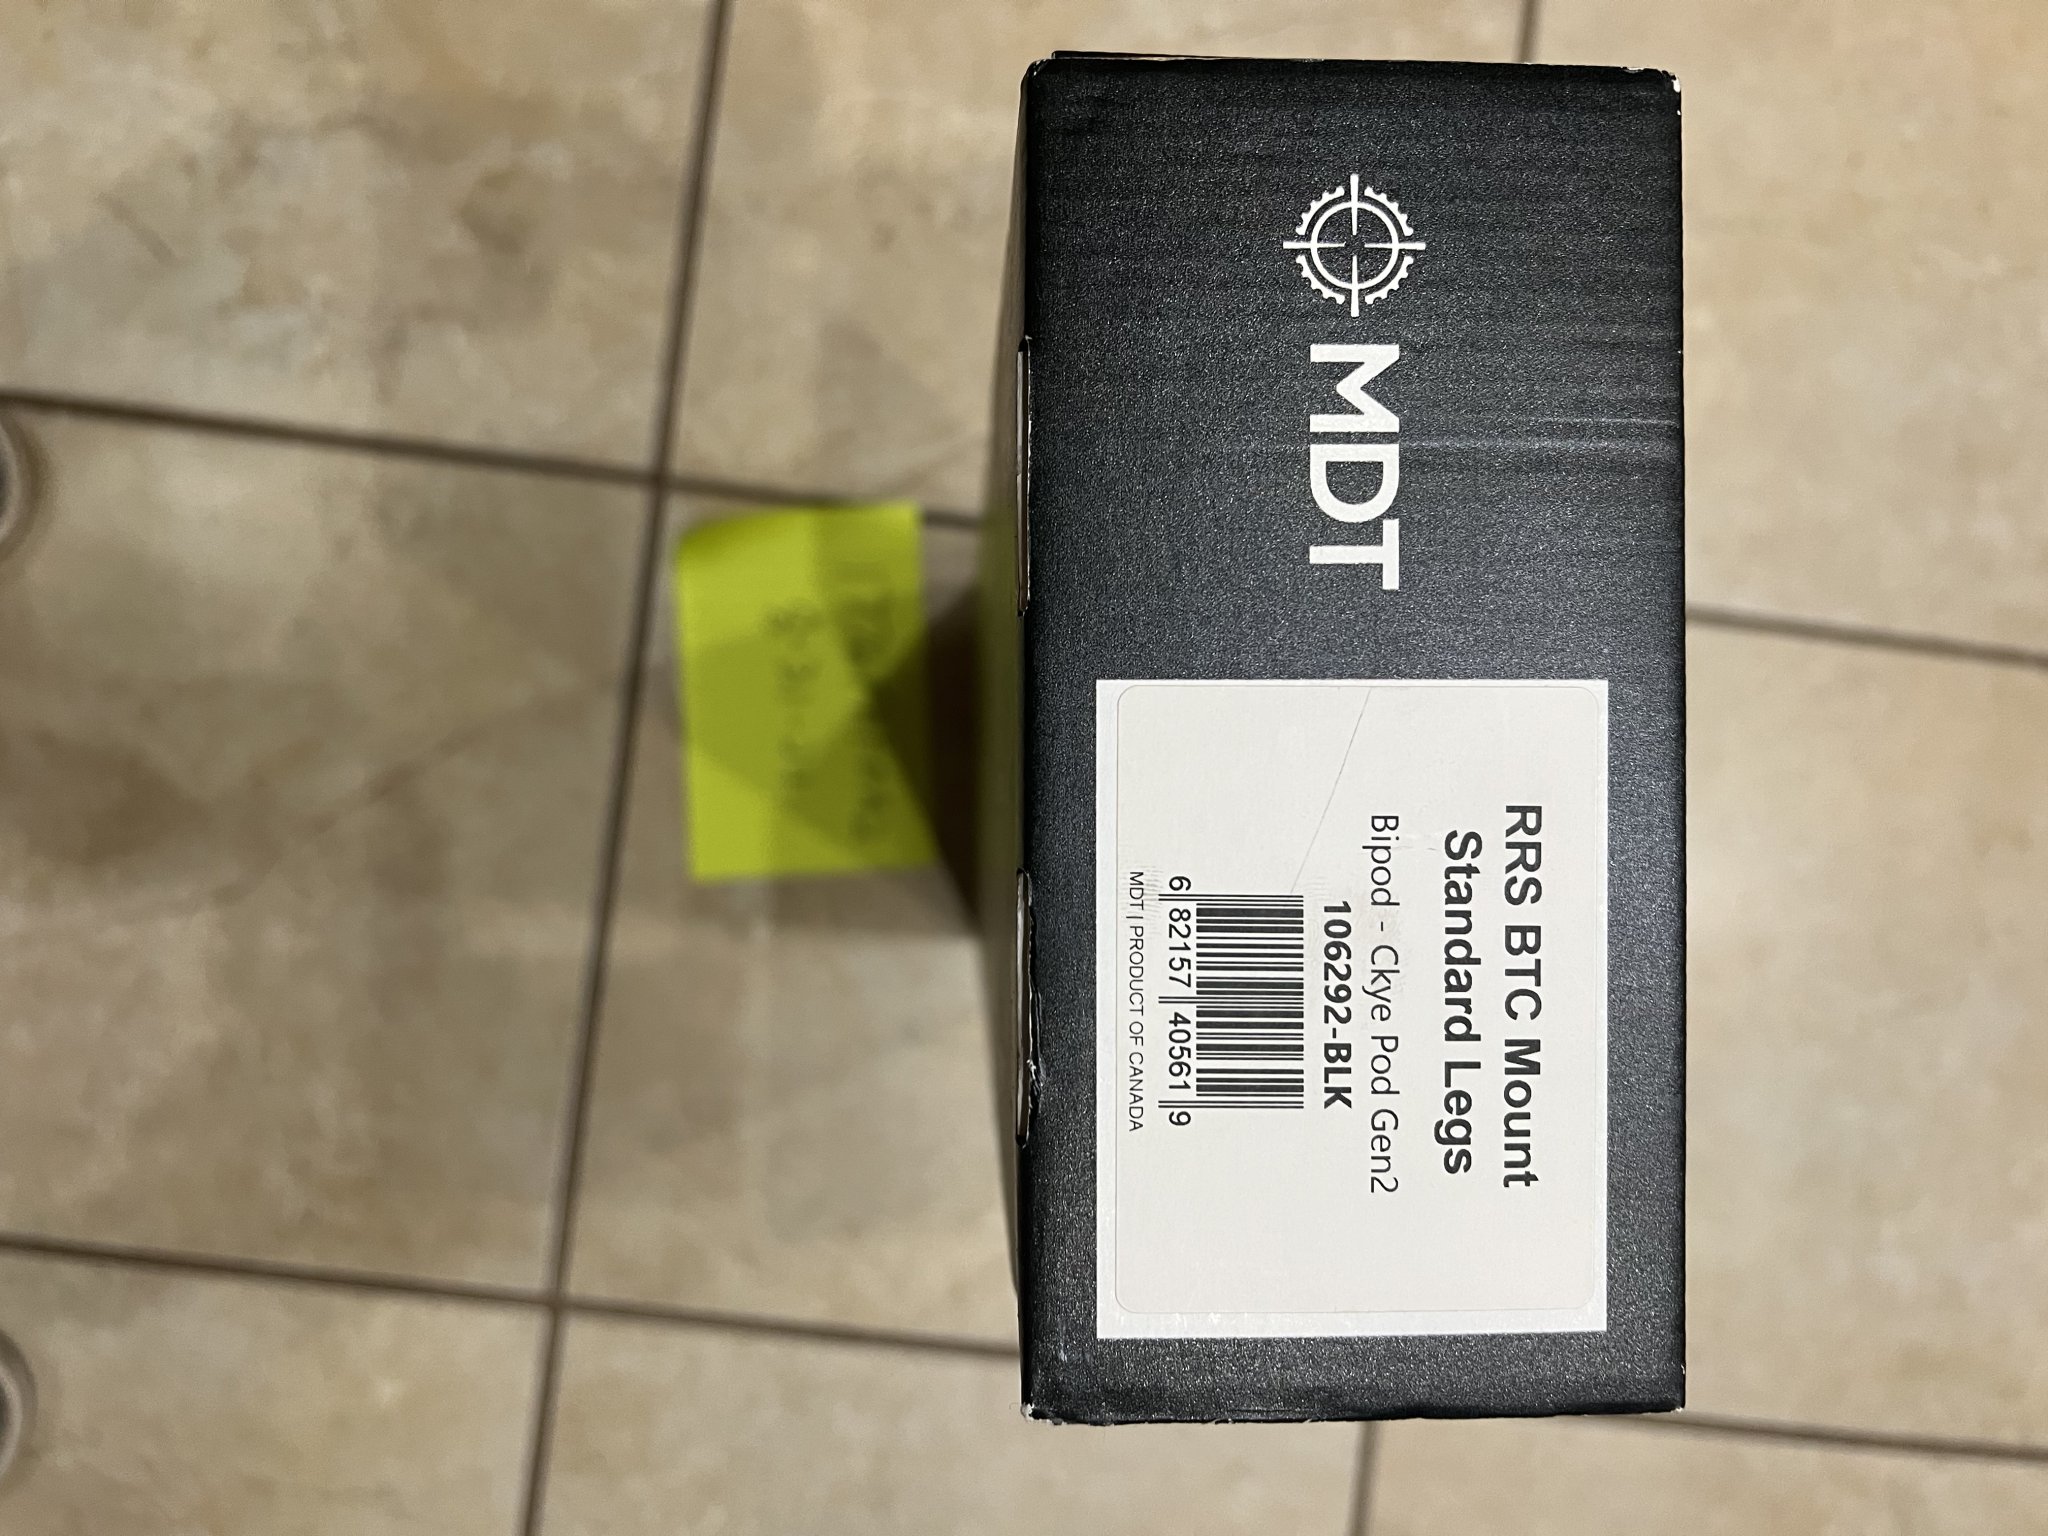 MDT
RRS BTC Mount
Standard Legs
Bipod - Ckye Pod Gen2
106292-BLK
6 82157 40561 9
MDT | PRODUCT OF CANADA